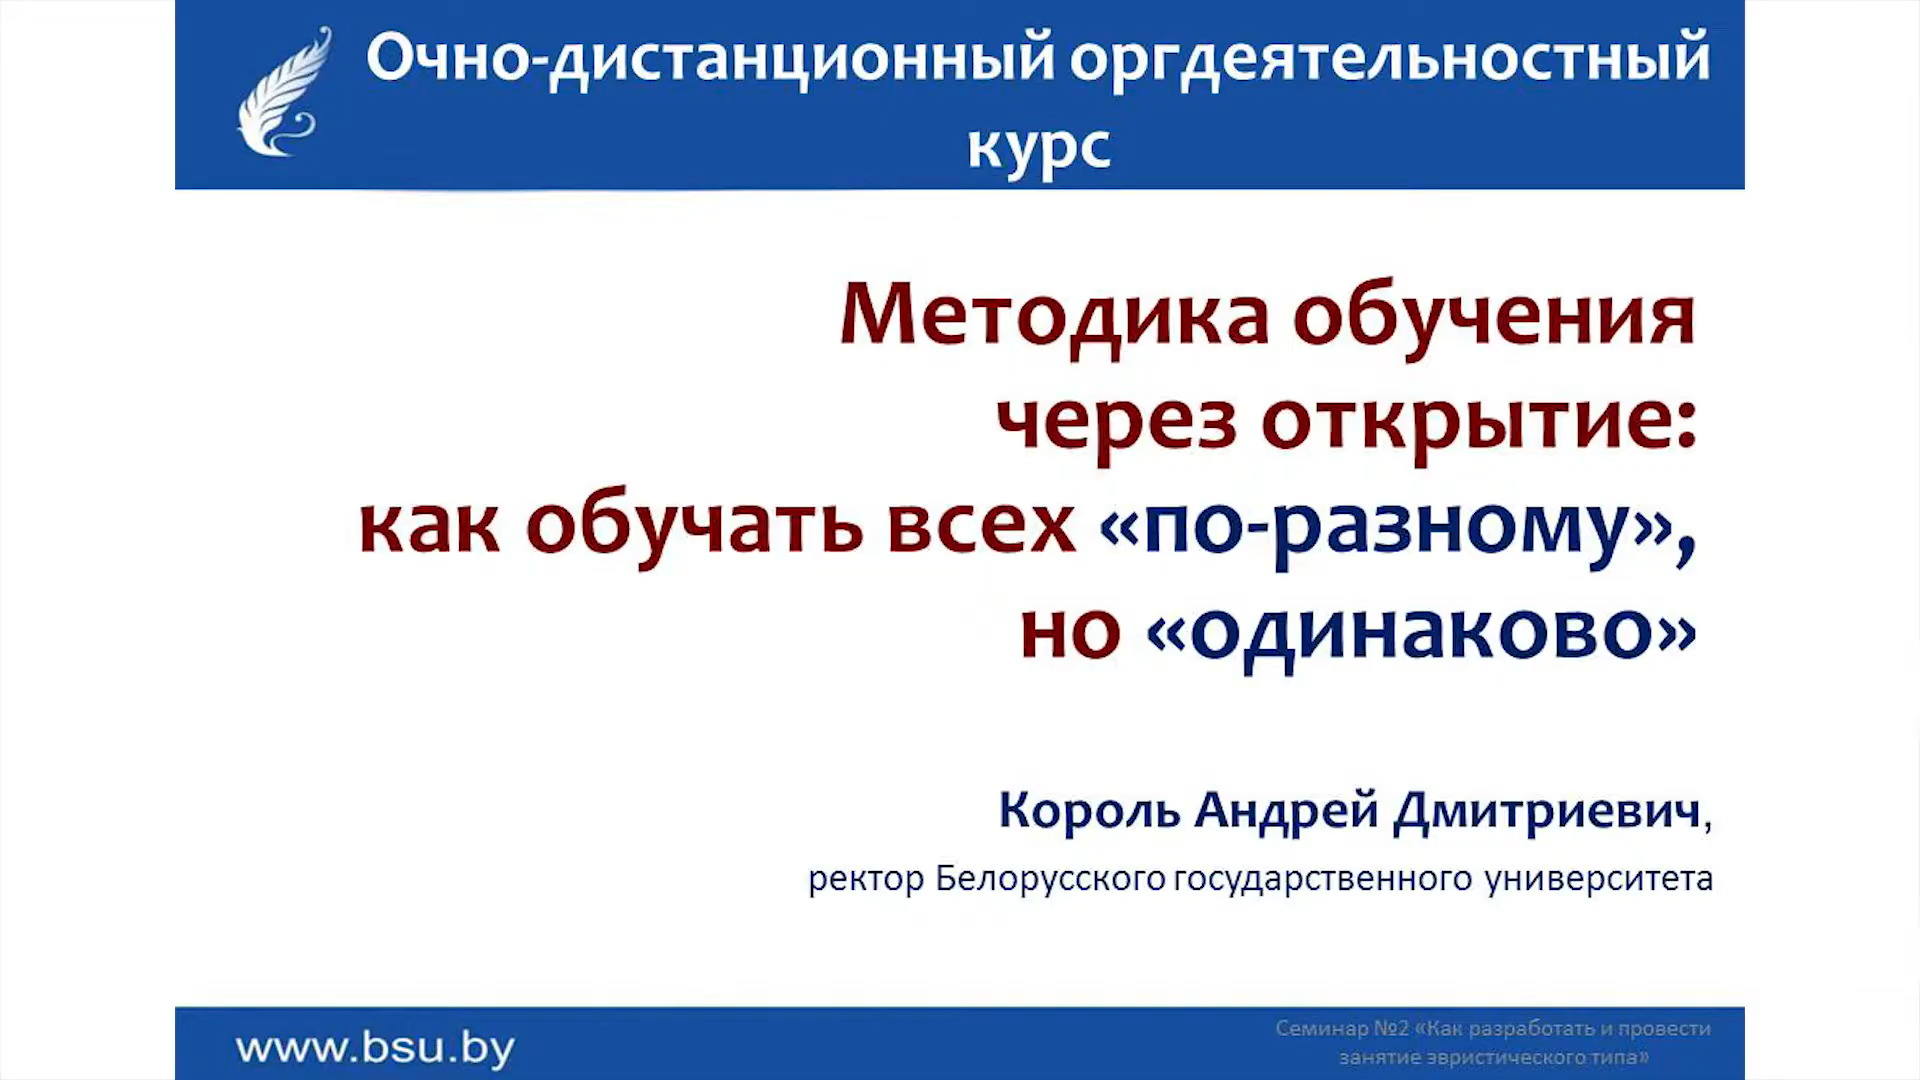 Очно-дистанционный оргдеятельностный
курс
Методика обучения
через открытие:
как обучать всех «по-разному»,
но «одинаково»
Король Андрей Дмитриевич,
ректор Белорусского государственного университета
www.bsu.by
Семинар №2 «Как разработать и провести
занятие эвристического типа»